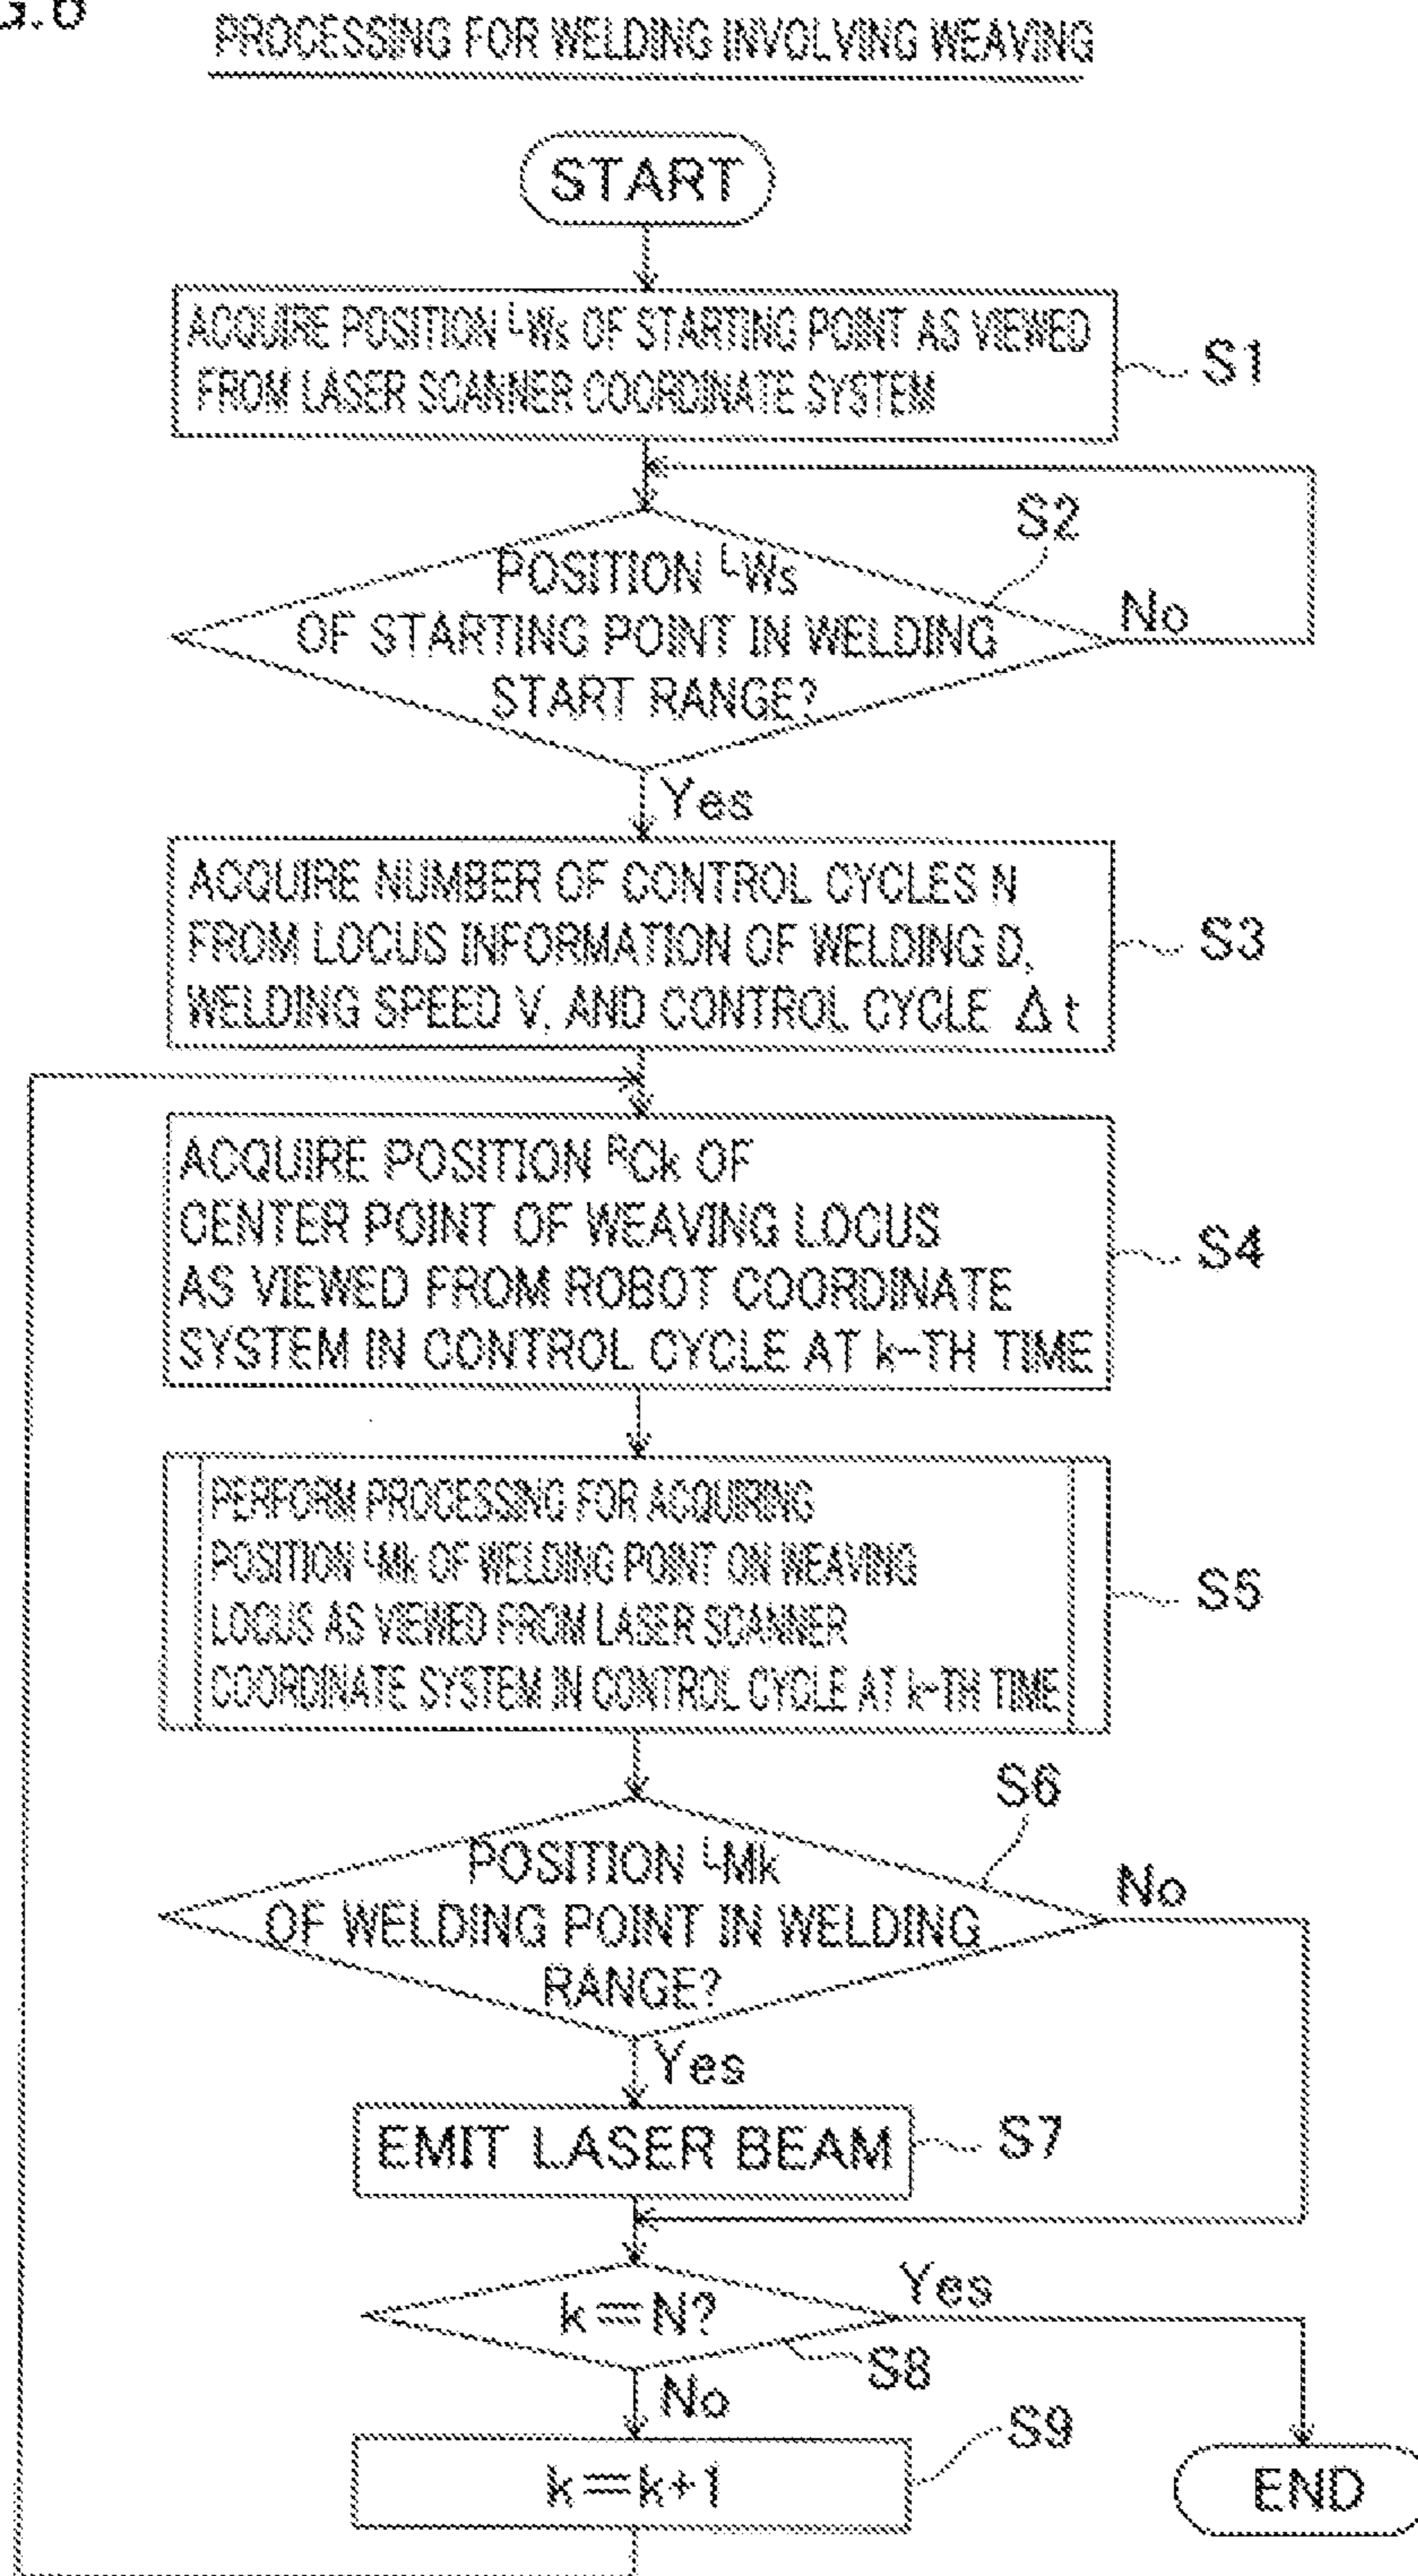 PROCESSING FOR WELDING INVOLVING WEAVING
START
ACQUIRE POSITION ᴸWs OF STARTING POINT AS VIEWED
FROM LASER SCANNER COORDINATE SYSTEM
S1
S2
POSITION ᴸWs
OF STARTING POINT IN WELDING
START RANGE?
No
Yes
ACQUIRE NUMBER OF CONTROL CYCLES N
FROM LOCUS INFORMATION OF WELDING D,
WELDING SPEED V, AND CONTROL CYCLE Δt
S3
ACQUIRE POSITION ᴿCk OF
CENTER POINT OF WEAVING LOCUS
AS VIEWED FROM ROBOT COORDINATE
SYSTEM IN CONTROL CYCLE AT k-TH TIME
S4
PERFORM PROCESSING FOR ACQUIRING
POSITION ᴸMk OF WELDING POINT ON WEAVING
LOCUS AS VIEWED FROM LASER SCANNER
COORDINATE SYSTEM IN CONTROL CYCLE AT k-TH TIME
S5
S6
POSITION ᴸMk
OF WELDING POINT IN WELDING
RANGE?
No
Yes
EMIT LASER BEAM
S7
k=N?
Yes
S8
No
S9
k=k+1
END